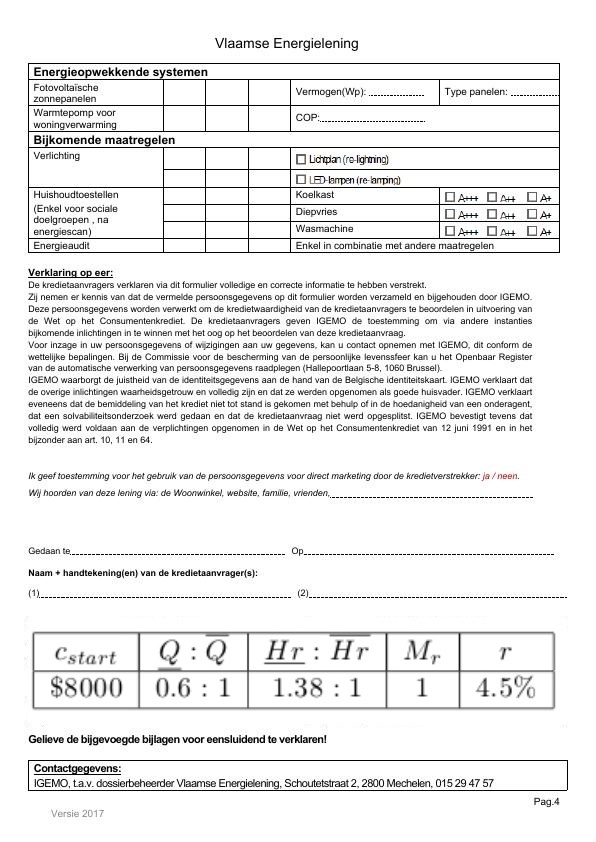 Vlaamse Energielening
Energieopwekkende systemen
Fotovoltaïsche
zonnepanelen
Vermogen(Wp):
Type panelen:
Warmtepomp voor
woningverwarming
COP:
Bijkomende maatregelen
Verlichting
Lichtplan (re-lightning)
LED-lampen (re-lamping)
Huishoudtoestellen
(Enkel voor sociale
doelgroepen , na
energiescan)
Koelkast
A+++ A++ A+
Diepvries
A+++ A++ A+
Wasmachine
A+++ A++ A+
Energieaudit
Enkel in combinatie met andere maatregelen
Verklaring op eer:
De kredietaanvragers verklaren via dit formulier volledige en correcte informatie te hebben verstrekt.
Zij nemen er kennis van dat de vermelde persoonsgegevens op dit formulier worden verzameld en bijgehouden door IGEMO.
Deze persoonsgegevens worden verwerkt om de kredietwaardigheid van de kredietaanvragers te beoordelen in uitvoering van
de Wet op het Consumentenkrediet. De kredietaanvragers geven IGEMO de toestemming om via andere instanties
bijkomende inlichtingen in te winnen met het oog op het beoordelen van deze kredietaanvraag.
Voor inzage in uw persoonsgegevens of wijzigingen aan uw gegevens, kan u contact opnemen met IGEMO, dit conform de
wettelijke bepalingen. Bij de Commissie voor de bescherming van de persoonlijke levenssfeer kan u het Openbaar Register
van de automatische verwerking van persoonsgegevens raadplegen (Hallepoortlaan 5-8, 1060 Brussel).
IGEMO waarborgt de juistheid van de identiteitsgegevens aan de hand van de Belgische identiteitskaart. IGEMO verklaart dat
de overige inlichtingen waarheidsgetrouw en volledig zijn en dat ze werden opgenomen als goede huisvader. IGEMO verklaart
eveneens dat de bemiddeling van het krediet niet tot stand is gekomen met behulp of in de hoedanigheid van een onderagent,
dat een solvabiliteitsonderzoek werd gedaan en dat de kredietaanvraag niet werd opgesplitst. IGEMO bevestigt tevens dat
volledig werd voldaan aan de verplichtingen opgenomen in de Wet op het Consumentenkrediet van 12 juni 1991 en in het
bijzonder aan art. 10, 11 en 64.
Ik geef toestemming voor het gebruik van de persoonsgegevens voor direct marketing door de kredietverstrekker: ja / neen.
Wij hoorden van deze lening via: de Woonwinkel, website, familie, vrienden,
Gedaan te Op
Naam + handtekening(en) van de kredietaanvrager(s):
(1) (2)
c_start Q : Q Hr : Hr M_r r
$8000 0.6 : 1 1.38 : 1 1 4.5%
Gelieve de bijgevoegde bijlagen voor eensluidend te verklaren!
Contactgegevens:
IGEMO, t.a.v. dossierbeheerder Vlaamse Energielening, Schoutetstraat 2, 2800 Mechelen, 015 29 47 57
Pag.4
Versie 2017